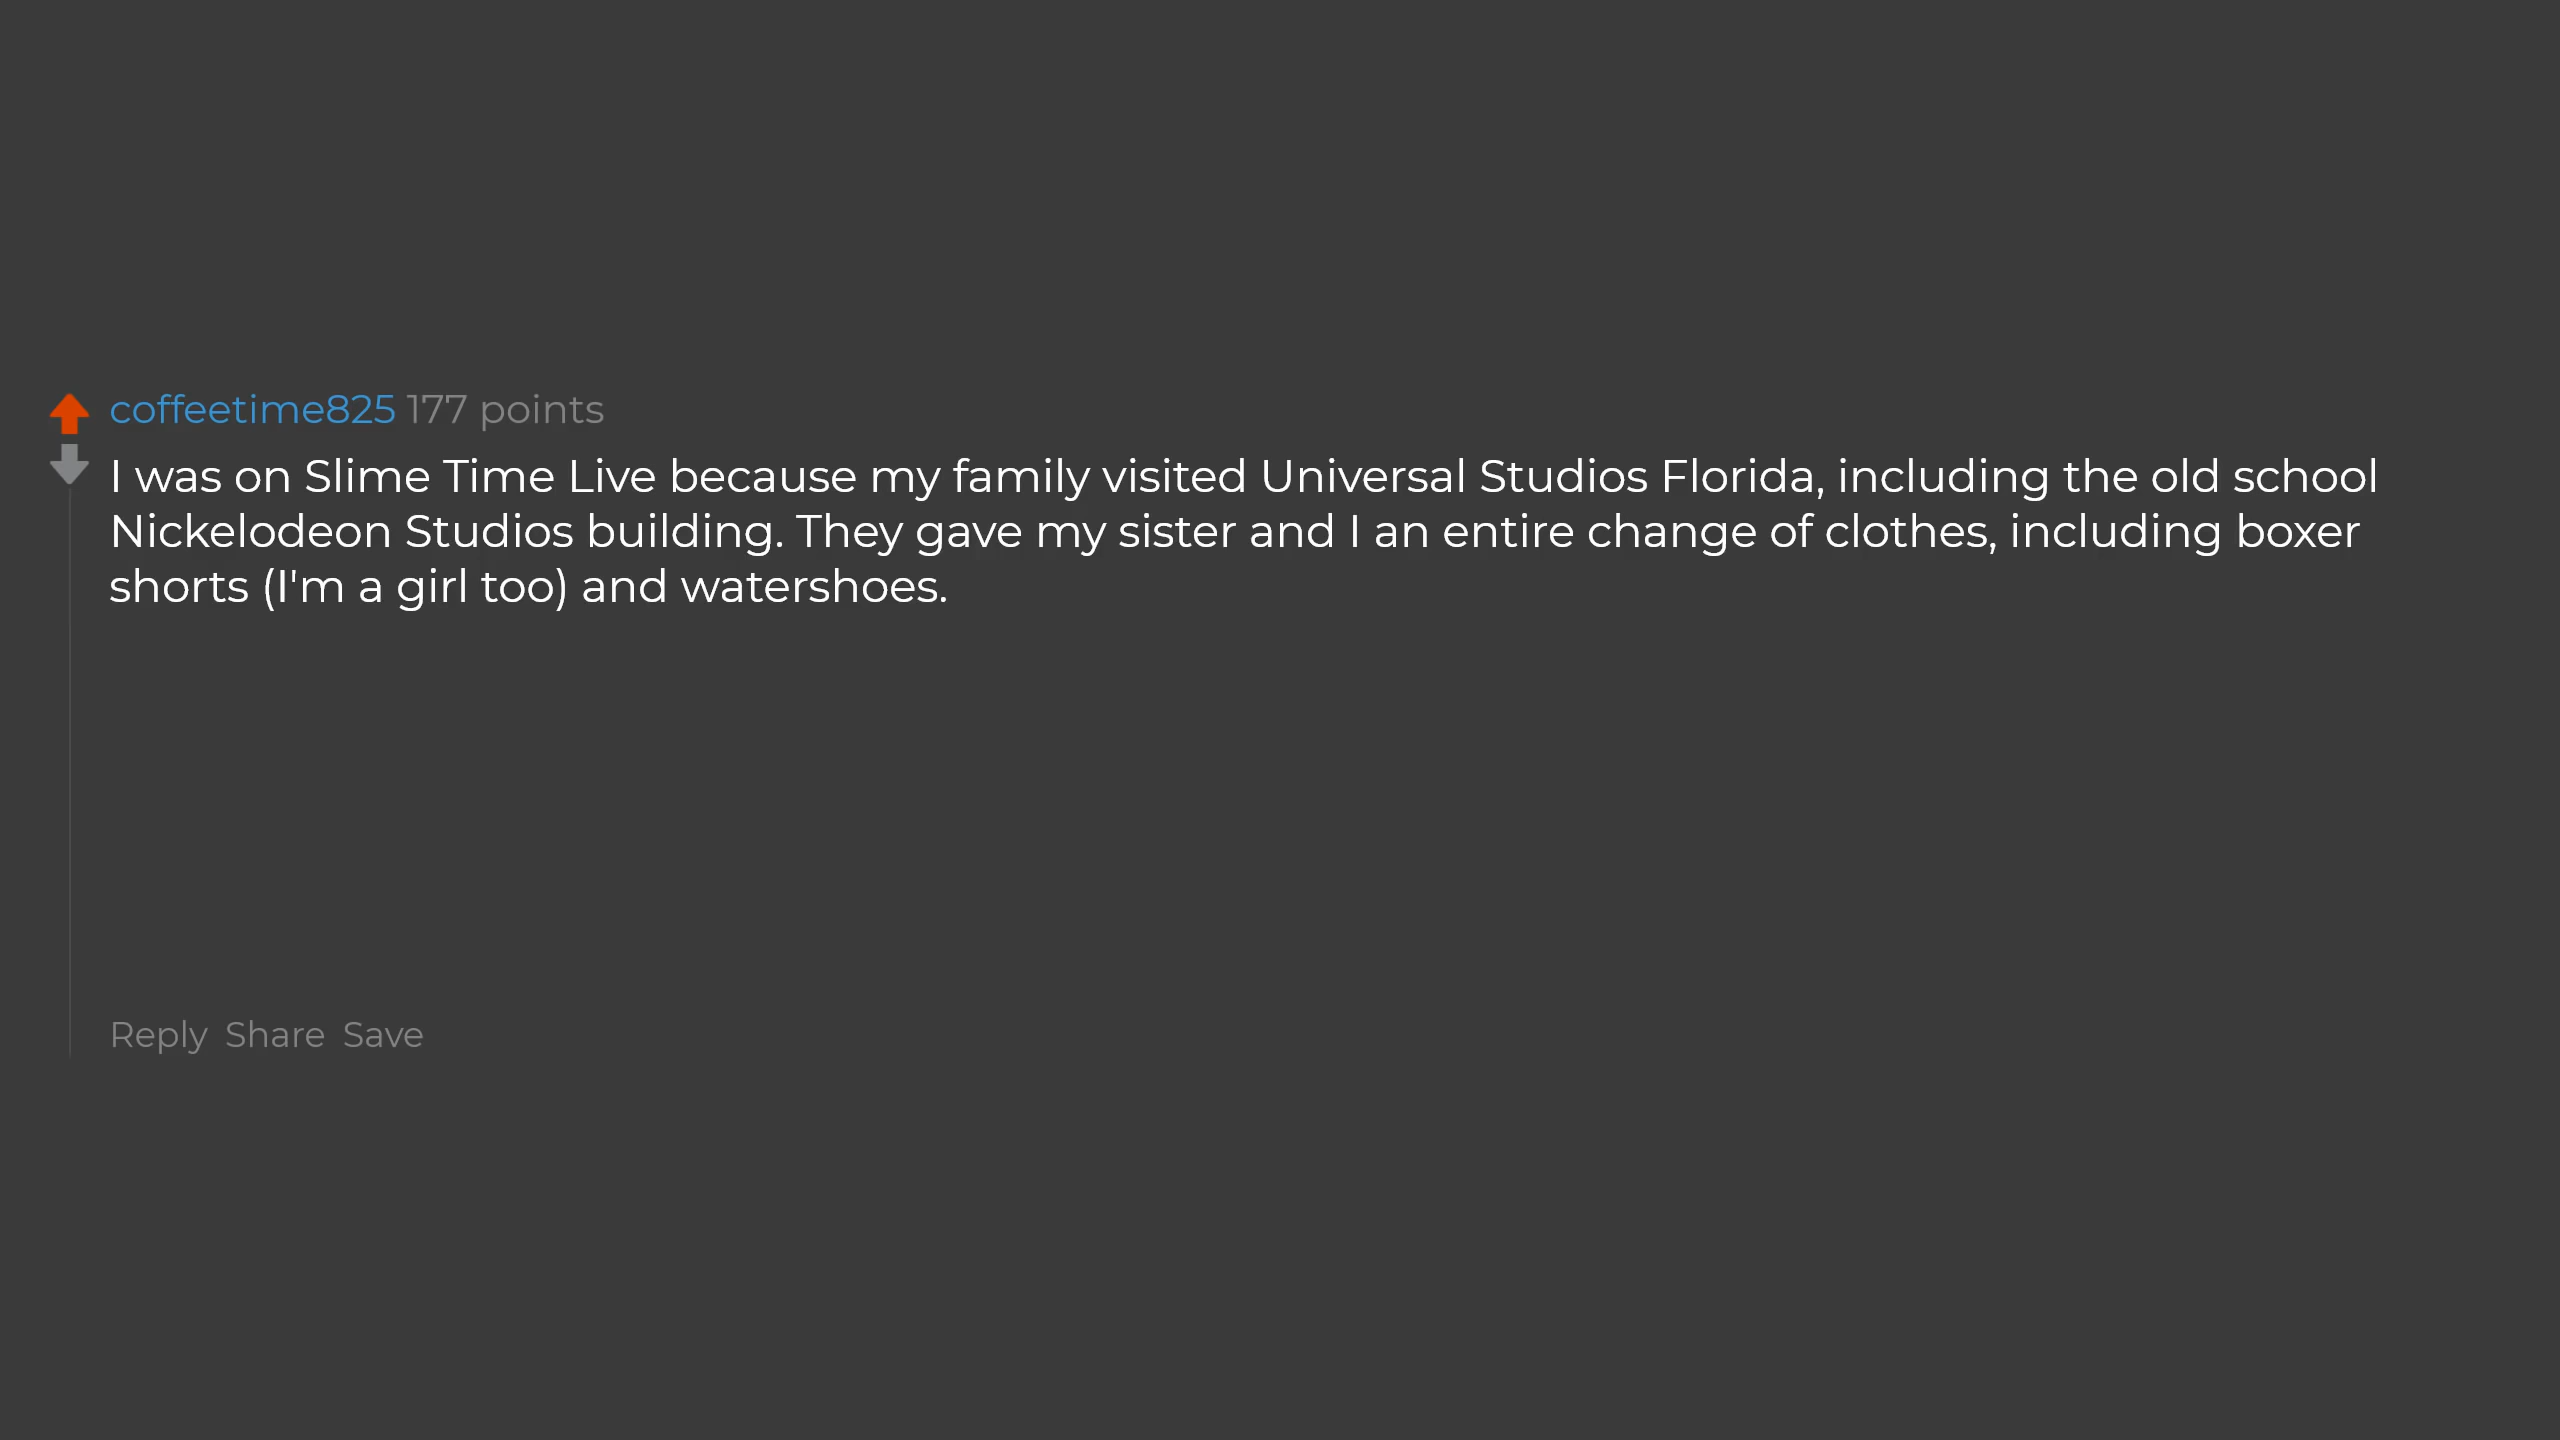 coffeetime825 177 points
I was on Slime Time Live because my family visited Universal Studios Florida, including the old school
Nickelodeon Studios building. They gave my sister and I an entire change of clothes, including boxer
shorts (I'm a girl too) and watershoes.
Reply Share Save